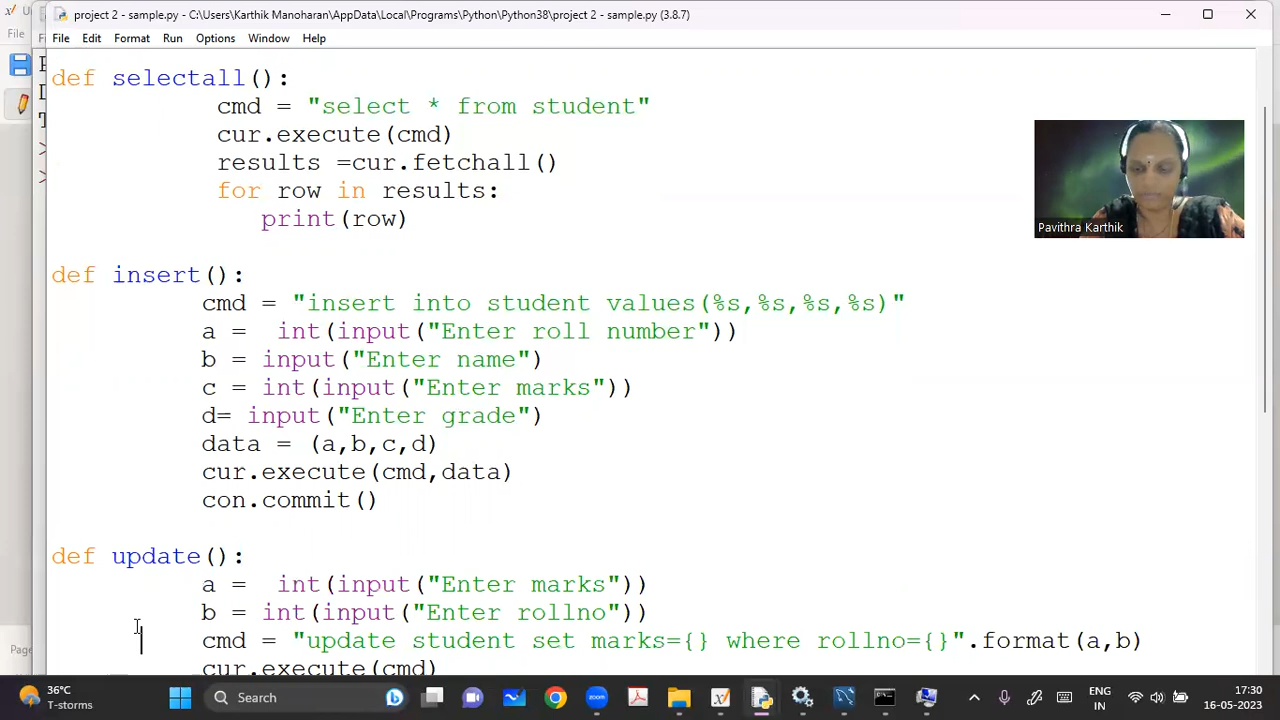 project 2 - sample.py - C:\Users\Karthik Manoharan\AppData\Local\Programs\Python\Python38\project 2 - sample.py (3.8.7)
File
File Edit Format Run Options Window Help
def selectall():
cmd = "select * from student"
cur.execute(cmd)
results =cur.fetchall()
for row in results:
print(row)
Pavithra Karthik
def insert():
cmd = "insert into student values(%s,%s,%s,%s)"
a =  int(input("Enter roll number"))
b = input("Enter name")
c = int(input("Enter marks"))
d= input("Enter grade")
data = (a,b,c,d)
cur.execute(cmd,data)
con.commit()
def update():
a =  int(input("Enter marks"))
b = int(input("Enter rollno"))
cmd = "update student set marks={} where rollno={}".format(a,b)
cur.execute(cmd)
Page
36°C
T-storms
Search
ENG
IN
17:30
16-05-2023